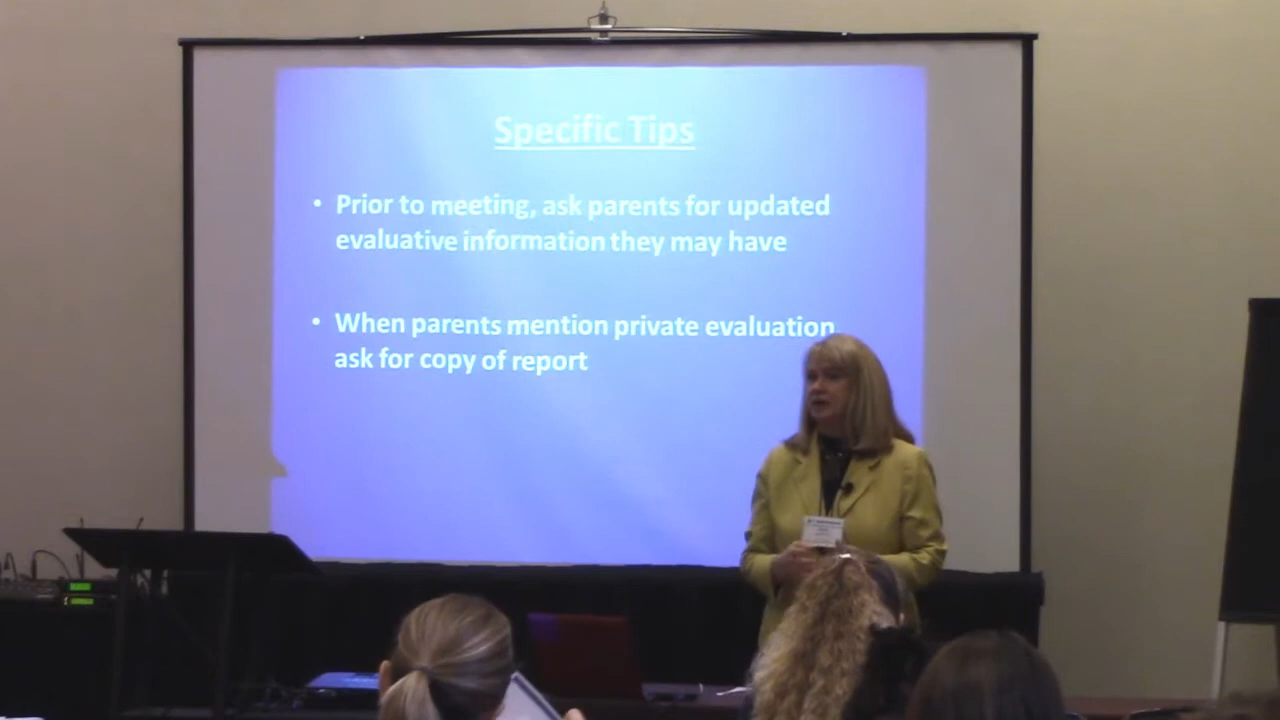 Specific Tips
• Prior to meeting, ask parents for updated
evaluative information they may have
• When parents mention private evaluation
ask for copy of report